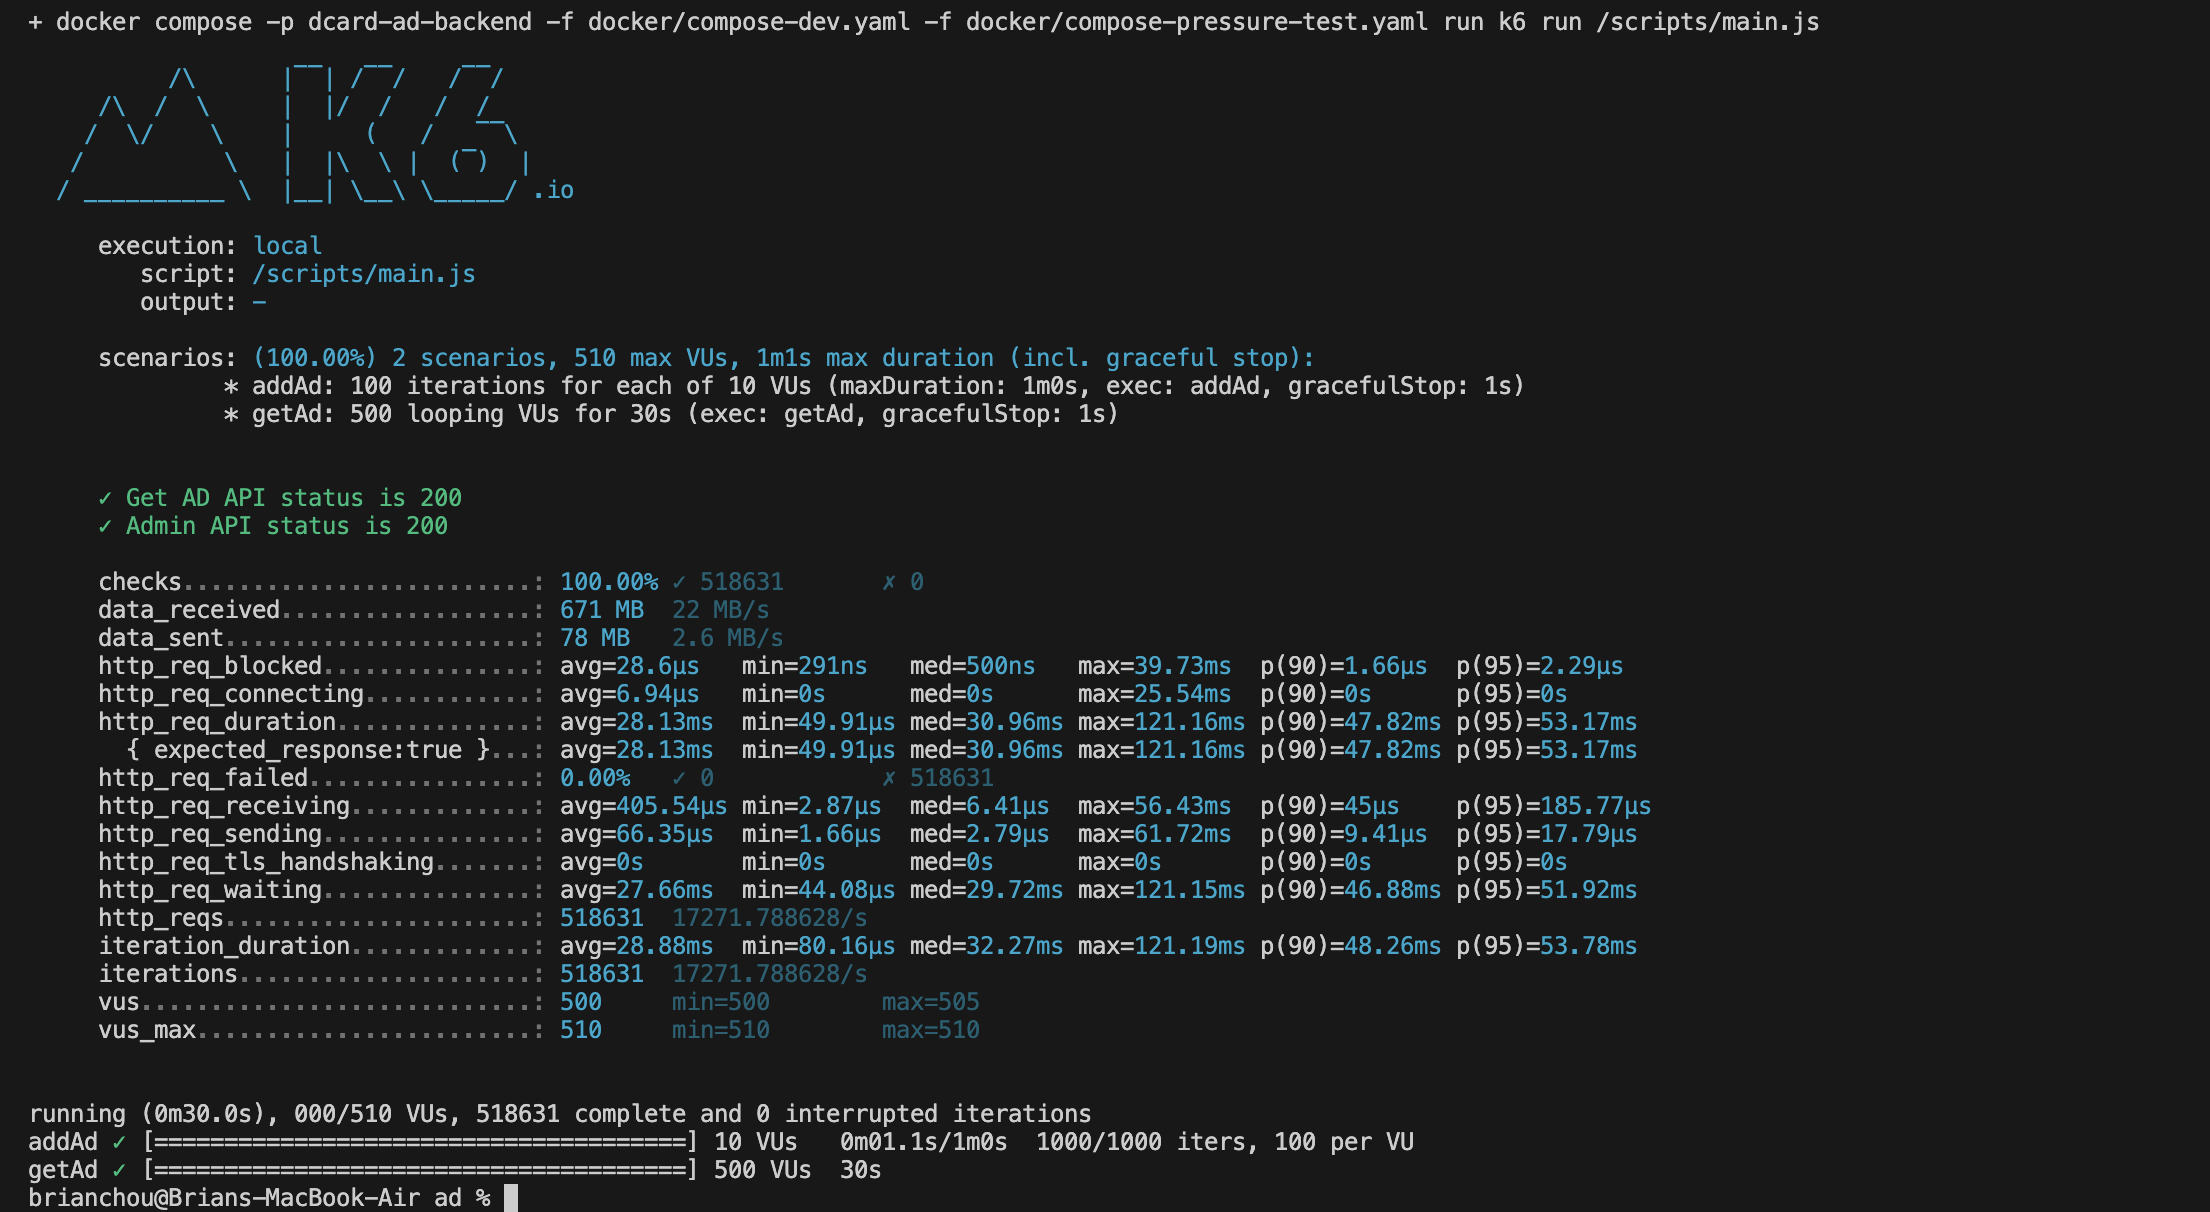 + docker compose -p dcard-ad-backend -f docker/compose-dev.yaml -f docker/compose-pressure-test.yaml run k6 run /scripts/main.js

          /\      |‾‾| /‾‾/   /‾‾/
     /\  /  \     |  |/  /   /  /
    /  \/    \    |     (   /   ‾‾\
   /          \   |  |\  \ |  (‾)  |
  / __________ \  |__| \__\ \_____/ .io

     execution: local
        script: /scripts/main.js
        output: -

     scenarios: (100.00%) 2 scenarios, 510 max VUs, 1m1s max duration (incl. graceful stop):
              * addAd: 100 iterations for each of 10 VUs (maxDuration: 1m0s, exec: addAd, gracefulStop: 1s)
              * getAd: 500 looping VUs for 30s (exec: getAd, gracefulStop: 1s)

     ✓ Get AD API status is 200
     ✓ Admin API status is 200

     checks.........................: 100.00% ✓ 518631       ✗ 0
     data_received..................: 671 MB  22 MB/s
     data_sent......................: 78 MB   2.6 MB/s
     http_req_blocked...............: avg=28.6µs   min=291ns   med=500ns   max=39.73ms  p(90)=1.66µs  p(95)=2.29µs
     http_req_connecting............: avg=6.94µs   min=0s      med=0s      max=25.54ms  p(90)=0s      p(95)=0s
     http_req_duration..............: avg=28.13ms  min=49.91µs med=30.96ms max=121.16ms p(90)=47.82ms p(95)=53.17ms
       { expected_response:true }...: avg=28.13ms  min=49.91µs med=30.96ms max=121.16ms p(90)=47.82ms p(95)=53.17ms
     http_req_failed................: 0.00%   ✓ 0            ✗ 518631
     http_req_receiving.............: avg=405.54µs min=2.87µs  med=6.41µs  max=56.43ms  p(90)=45µs    p(95)=185.77µs
     http_req_sending...............: avg=66.35µs  min=1.66µs  med=2.79µs  max=61.72ms  p(90)=9.41µs  p(95)=17.79µs
     http_req_tls_handshaking.......: avg=0s       min=0s      med=0s      max=0s       p(90)=0s      p(95)=0s
     http_req_waiting...............: avg=27.66ms  min=44.08µs med=29.72ms max=121.15ms p(90)=46.88ms p(95)=51.92ms
     http_reqs......................: 518631  17271.788628/s
     iteration_duration.............: avg=28.88ms  min=80.16µs med=32.27ms max=121.19ms p(90)=48.26ms p(95)=53.78ms
     iterations.....................: 518631  17271.788628/s
     vus............................: 500     min=500        max=505
     vus_max........................: 510     min=510        max=510

running (0m30.0s), 000/510 VUs, 518631 complete and 0 interrupted iterations
addAd ✓ [======================================] 10 VUs   0m01.1s/1m0s  1000/1000 iters, 100 per VU
getAd ✓ [======================================] 500 VUs  30s
brianchou@Brians-MacBook-Air ad %